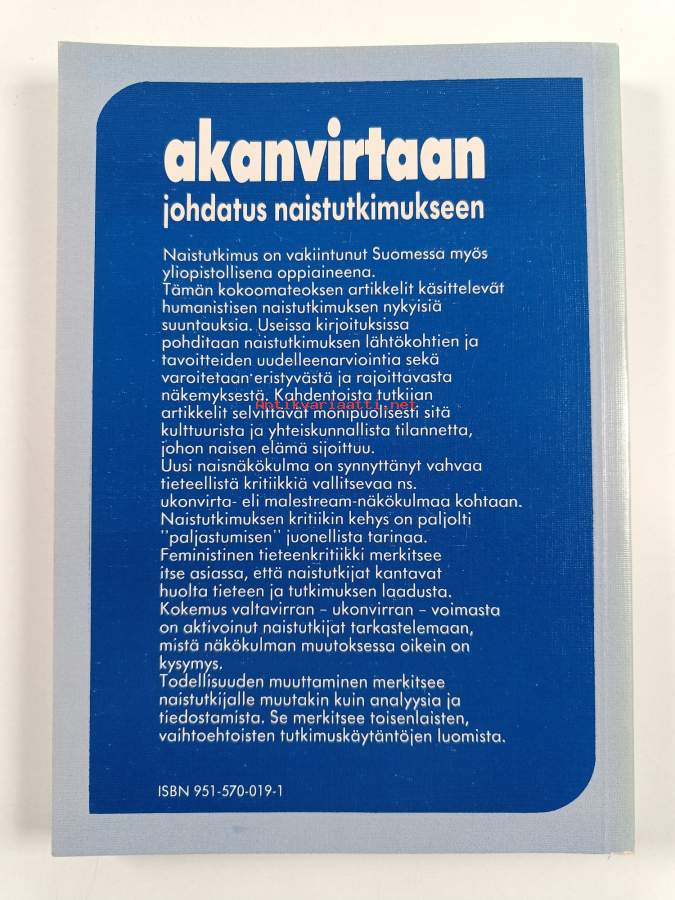 akanvirtaan
johdatus naistutkimukseen
Naistutkimus on vakiintunut Suomessa myös
yliopistollisena oppiaineena.
Tämän kokoomateoksen artikkelit käsittelevät
humanistisen naistutkimuksen nykyisiä
suuntauksia. Useissa kirjoituksissa
pohditaan naistutkimuksen lähtökohtien ja
tavoitteiden uudelleenarviointia sekä
varoitetaan eristyvästä ja rajoittavasta
näkemyksestä. Kahdentoista tutkijan
Antikvariaatti.net
artikkelit selvittävät monipuolisesti sitä
kulttuurista ja yhteiskunnallista tilannetta,
johon naisen elämä sijoittuu.
Uusi naisnäkökulma on synnyttänyt vahvaa
tieteellistä kritiikkiä vallitsevaa ns.
ukonvirta- eli malestream-näkökulmaa kohtaan.
Naistutkimuksen kritiikin kehys on paljolti
"paljastumisen" juonellista tarinaa.
Feministinen tieteenkritiikki merkitsee
itse asiassa, että naistutkijat kantavat
huolta tieteen ja tutkimuksen laadusta.
Kokemus valtavirran – ukonvirran – voimasta
on aktivoinut naistutkijat tarkastelemaan,
mistä näkökulman muutoksessa oikein on
kysymys.
Todellisuuden muuttaminen merkitsee
naistutkijalle muutakin kuin analyysia ja
tiedostamista. Se merkitsee toisenlaisten,
vaihtoehtoisten tutkimuskäytäntöjen luomista.
ISBN 951-570-019-1